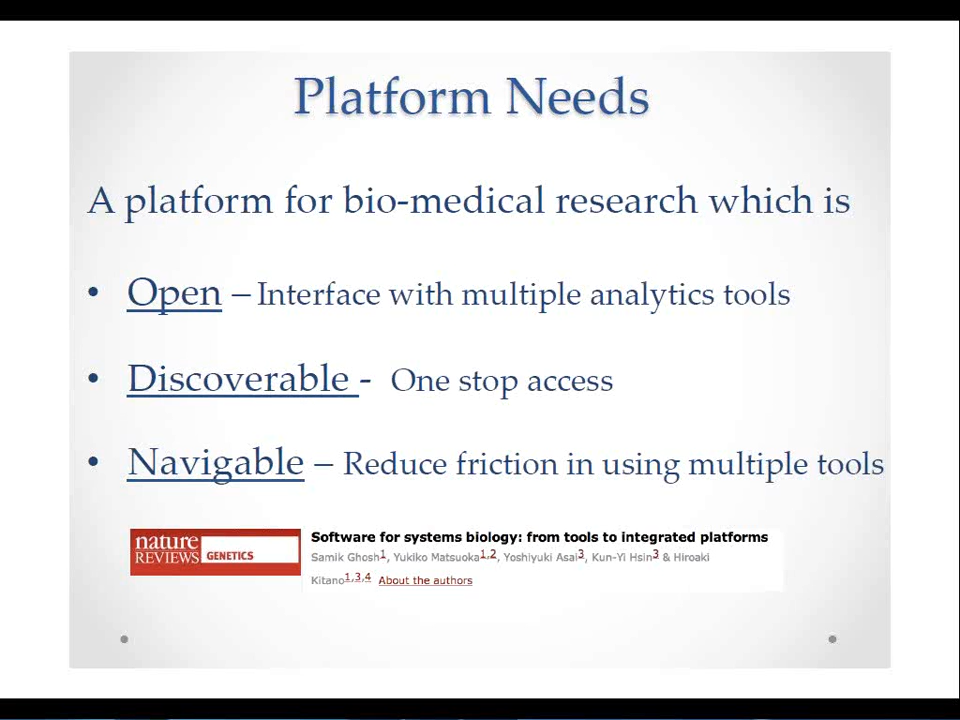 Platform Needs
A platform for bio-medical research which is
• Open – Interface with multiple analytics tools
• Discoverable - One stop access
• Navigable – Reduce friction in using multiple tools
nature
REVIEWS GENETICS
Software for systems biology: from tools to integrated platforms
Samik Ghosh1, Yukiko Matsuoka1,2, Yoshiyuki Asai3, Kun-Yi Hsin3 & Hiroaki
Kitano1,3,4 About the authors